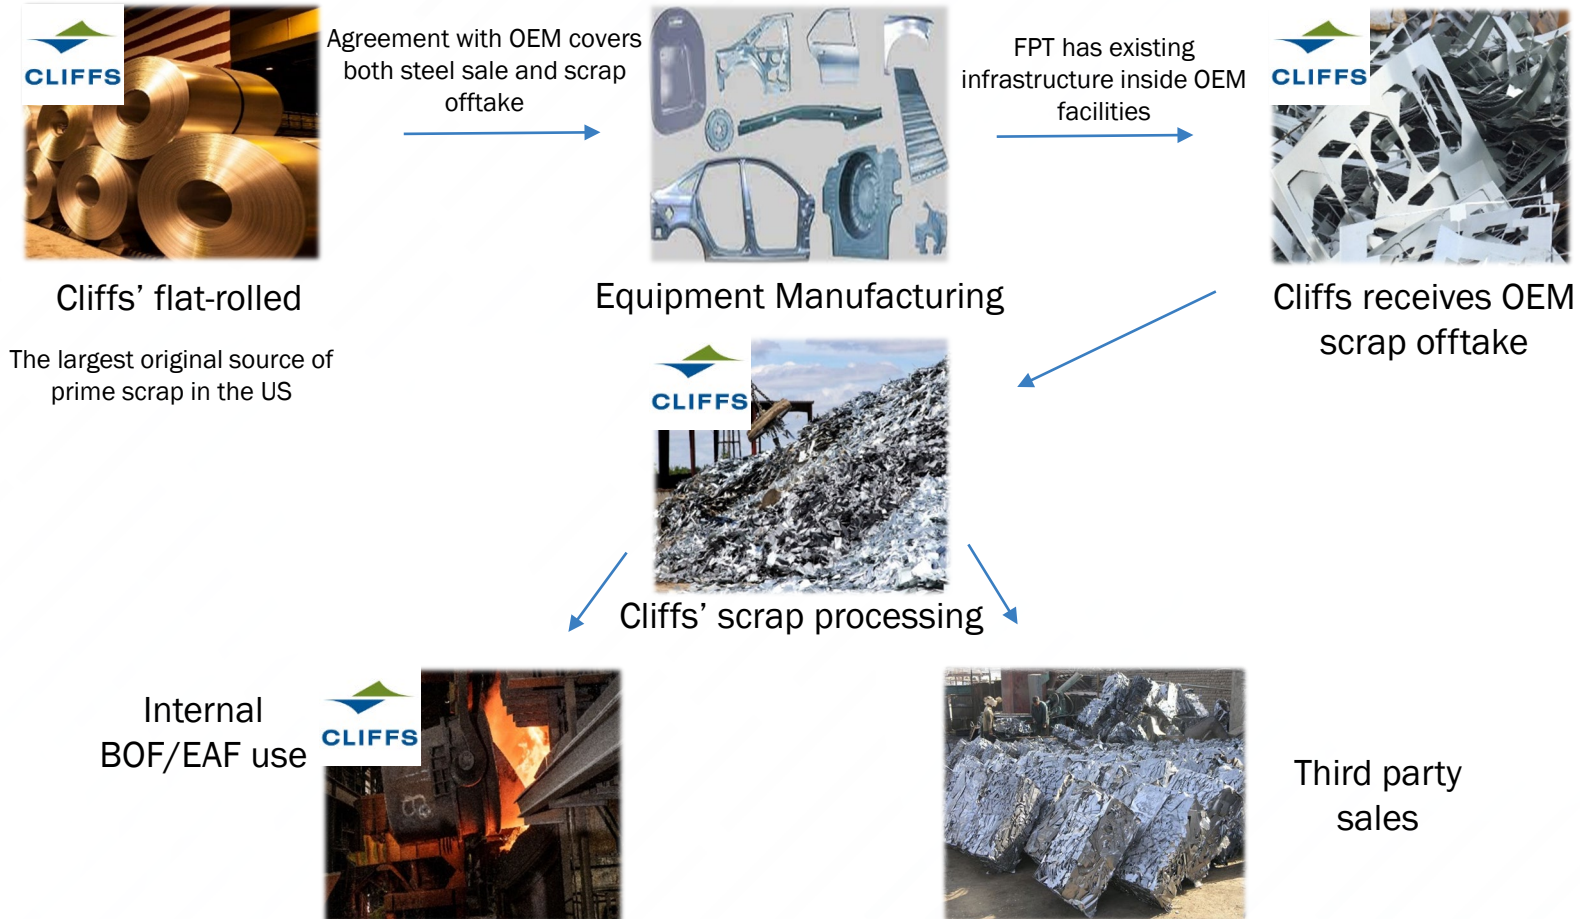 CLIFFS
Agreement with OEM covers
both steel sale and scrap
offtake
FPT has existing
infrastructure inside OEM
facilities
CLIFFS
Cliffs’ flat-rolled
The largest original source of
prime scrap in the US
Equipment Manufacturing
Cliffs receives OEM
scrap offtake
CLIFFS
Cliffs’ scrap processing
Internal
BOF/EAF use
CLIFFS
Third party
sales